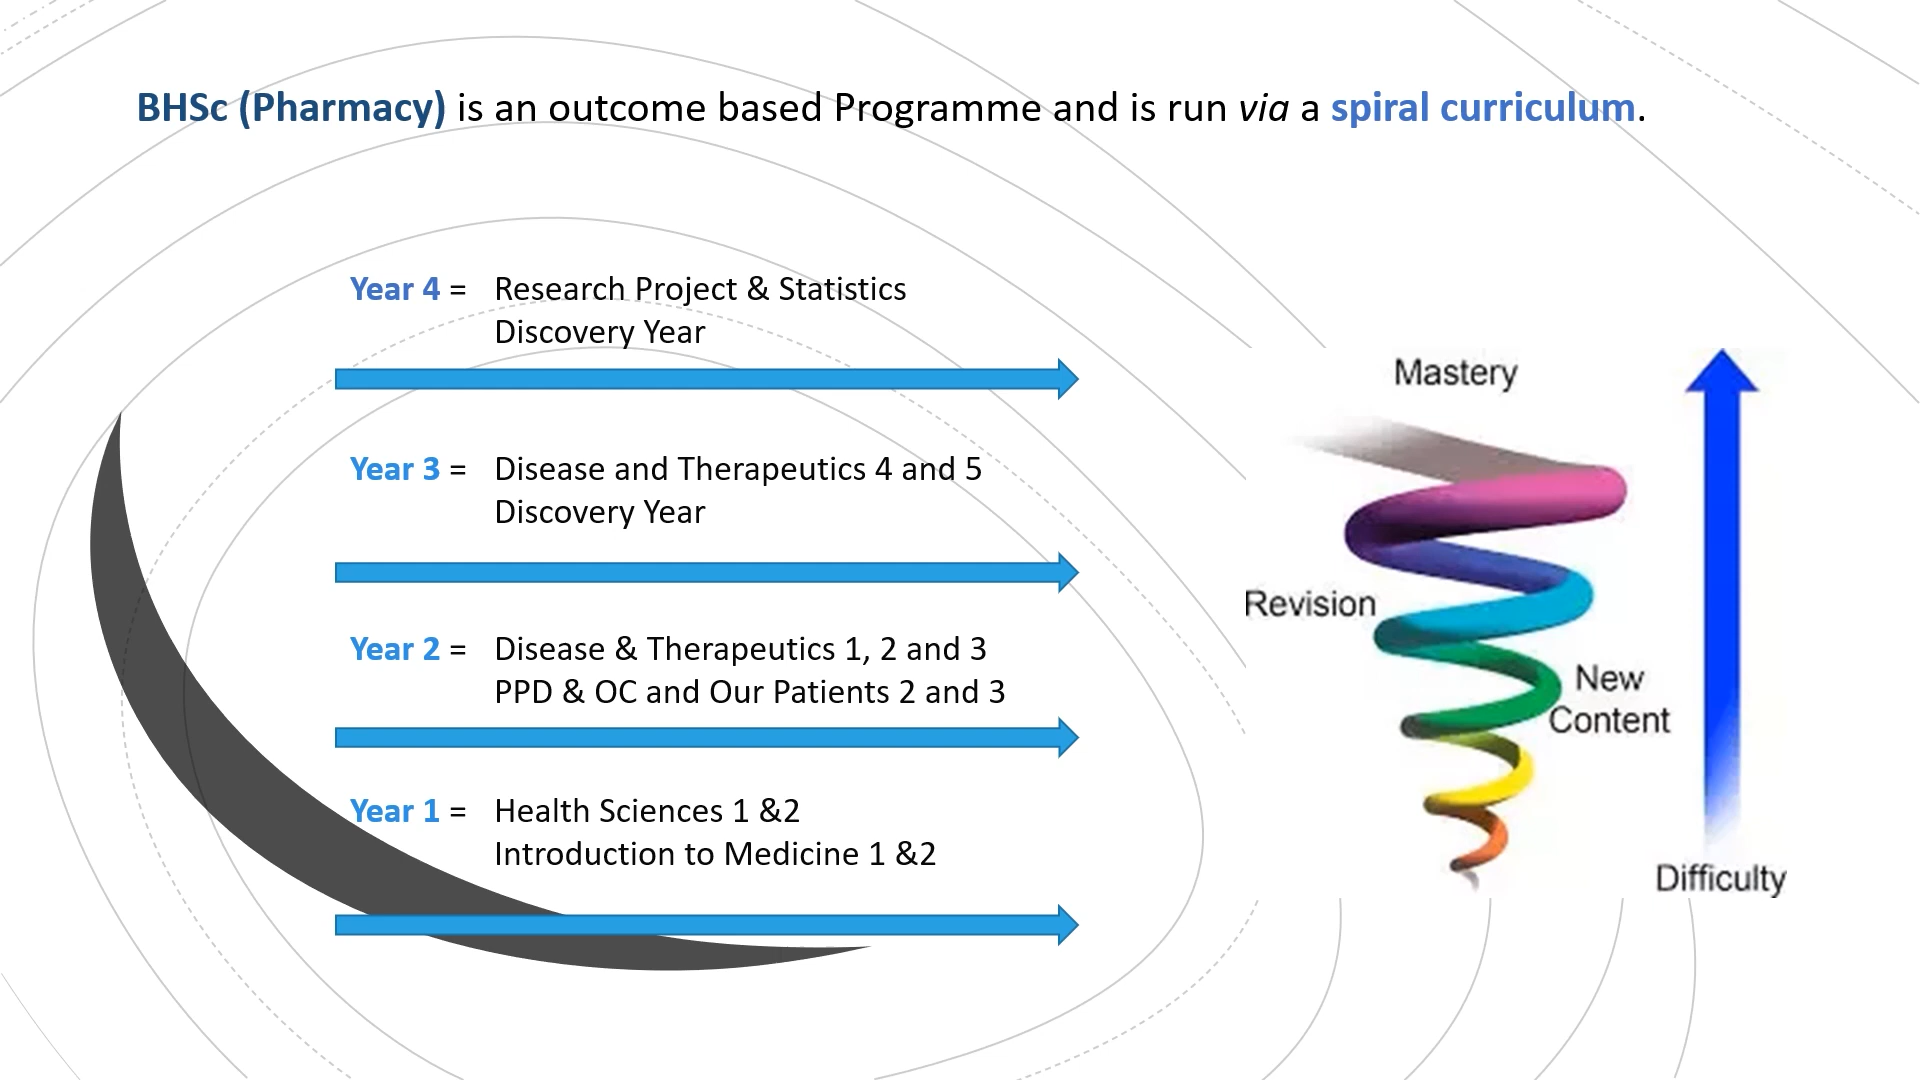 BHSc (Pharmacy) is an outcome based Programme and is run via a spiral curriculum.
Year 4 = Research Project & Statistics
Discovery Year
Year 3 = Disease and Therapeutics 4 and 5
Discovery Year
Year 2 = Disease & Therapeutics 1, 2 and 3
PPD & OC and Our Patients 2 and 3
Year 1 = Health Sciences 1 &2
Introduction to Medicine 1 &2
Mastery
Revision
New
Content
Difficulty